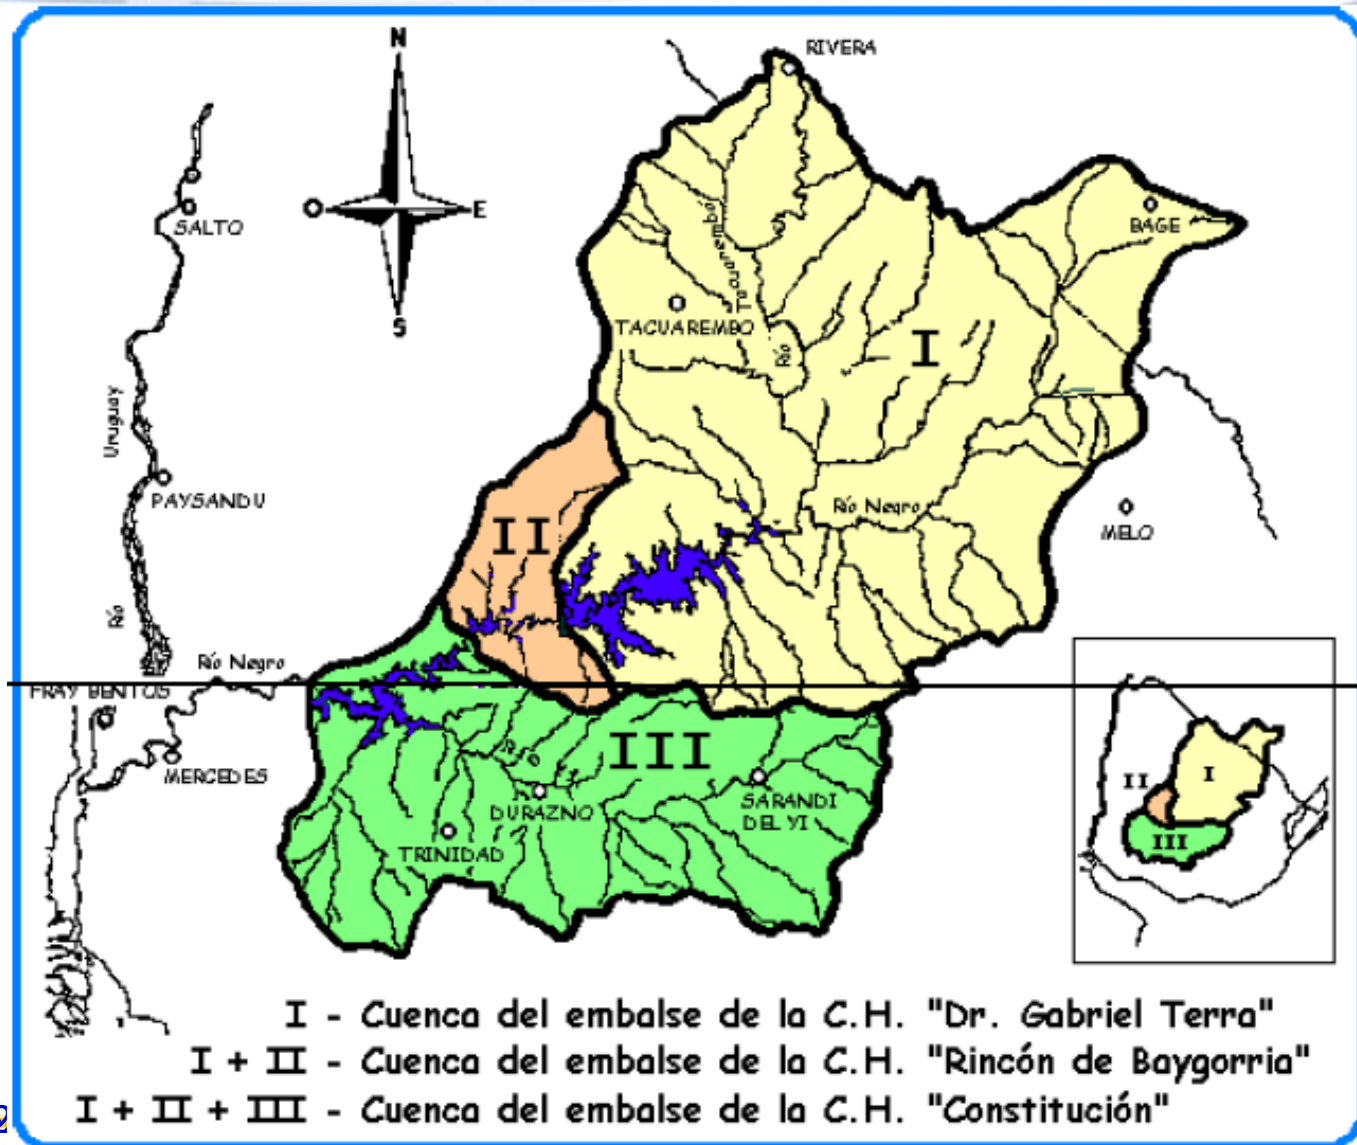 N
RIVERA
O
E
SALTO
BAGE
S
Río Tacuarembó
TACUAREMBO
I
Río Uruguay
PAYSANDU
II
Río Negro
MELO
Río Negro
FRAY BENTOS
MERCEDES
III
Río
DURAZNO
SARANDI
DEL YI
TRINIDAD
I
II
III
I - Cuenca del embalse de la C.H. "Dr. Gabriel Terra"
I + II - Cuenca del embalse de la C.H. "Rincón de Baygorria"
I + II + III - Cuenca del embalse de la C.H. "Constitución"
2